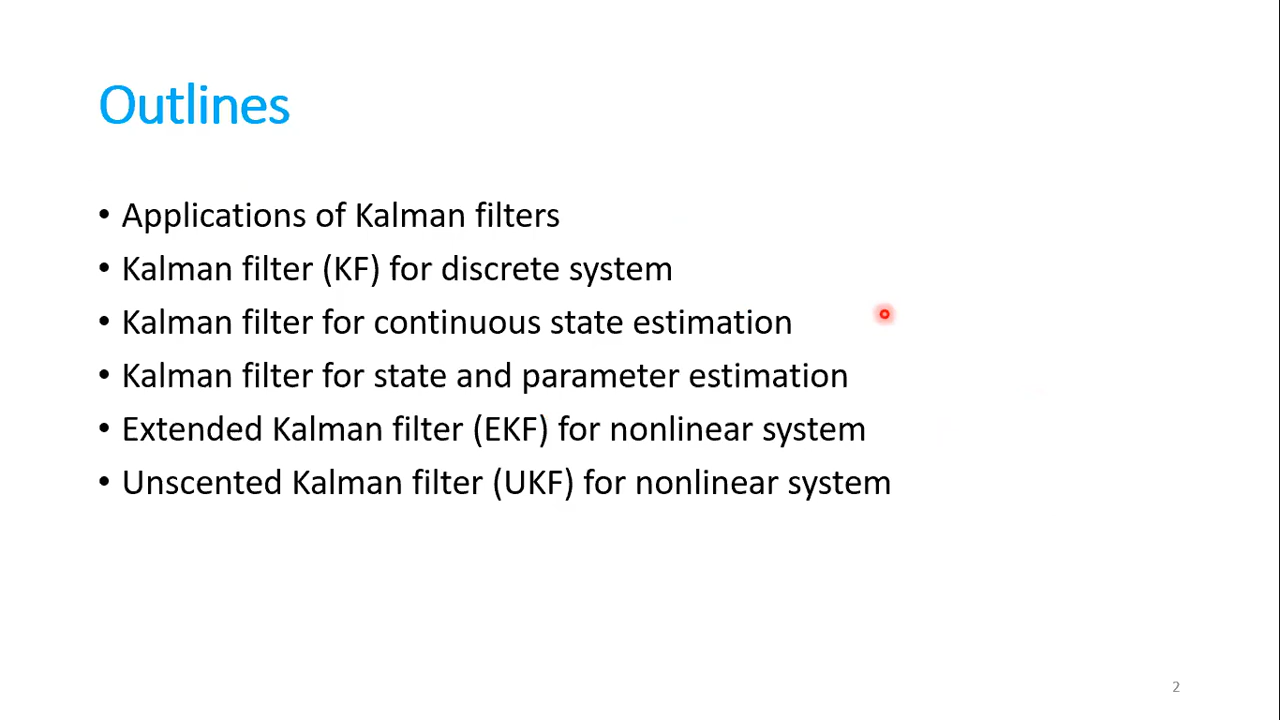 Outlines
• Applications of Kalman filters
• Kalman filter (KF) for discrete system
• Kalman filter for continuous state estimation
• Kalman filter for state and parameter estimation
• Extended Kalman filter (EKF) for nonlinear system
• Unscented Kalman filter (UKF) for nonlinear system
2